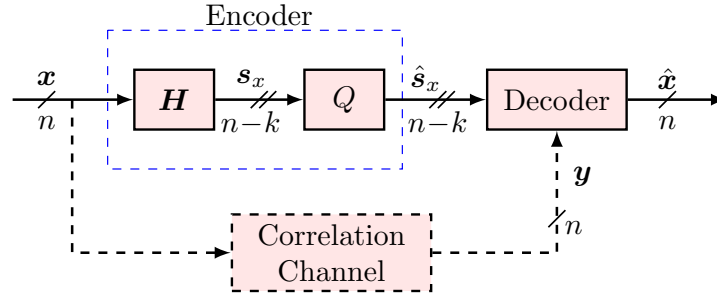 Encoder
x
n
H
s_x
n−k
Q
ŝ_x
n−k
Decoder
x̂
n
y
n
Correlation
Channel